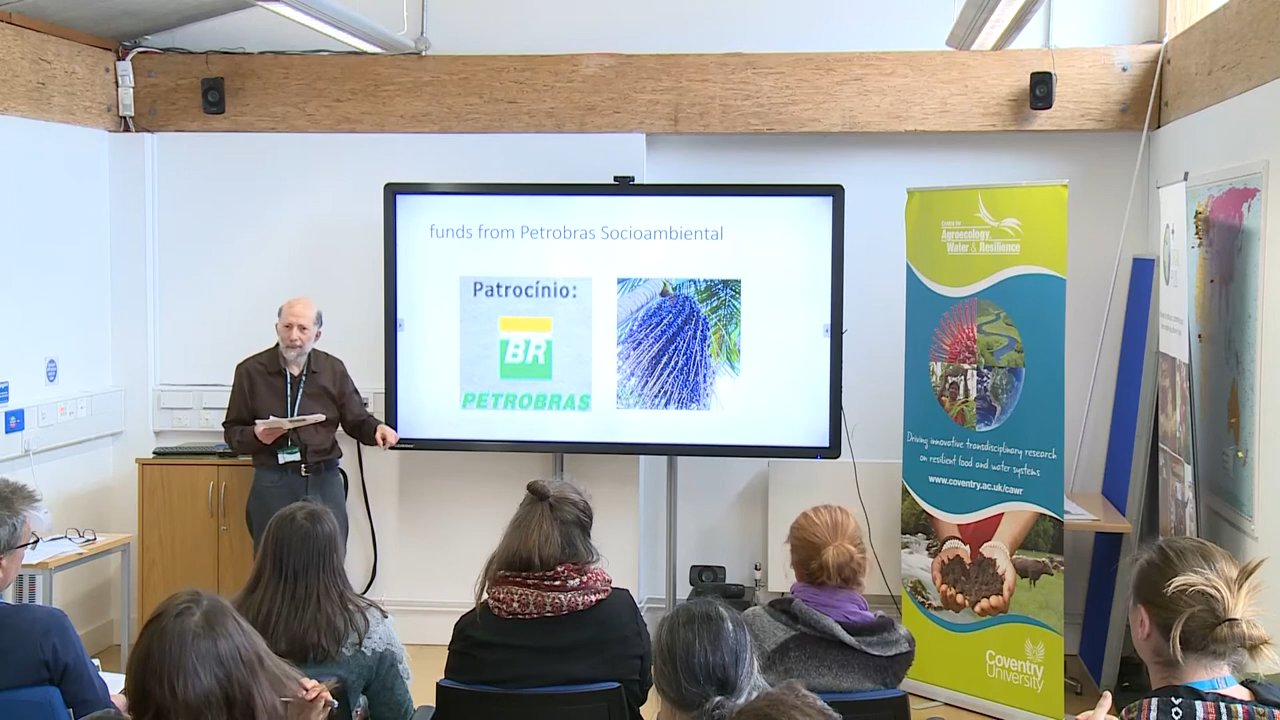 funds from Petrobras Socioambiental
Patrocínio:
BR
PETROBRAS
Centre for
Agroecology,
Water & Resilience
Driving innovative transdisciplinary research
on resilient food and water systems
www.coventry.ac.uk/cawr
Coventry
University